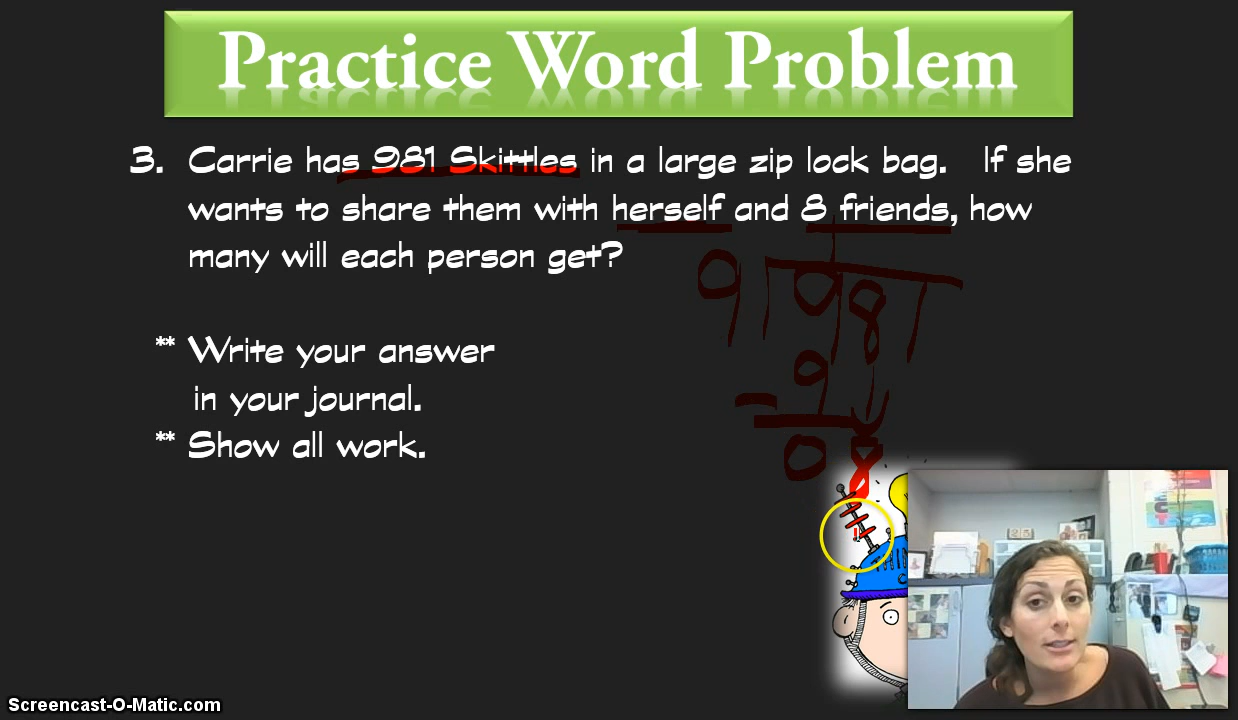 Practice Word Problem
3. Carrie has 981 Skittles in a large zip lock bag. If she
wants to share them with herself and 8 friends, how
many will each person get?
9 981
** Write your answer
9
in your journal.
- 
** Show all work.
0 8
Screencast-O-Matic.com